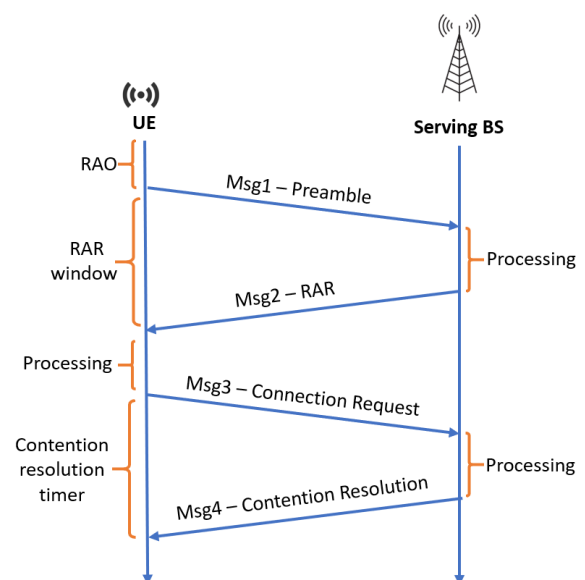 UE
Serving BS
RAO
Msg1 – Preamble
RAR
window
Processing
Msg2 – RAR
Processing
Msg3 – Connection Request
Contention
resolution
timer
Processing
Msg4 – Contention Resolution